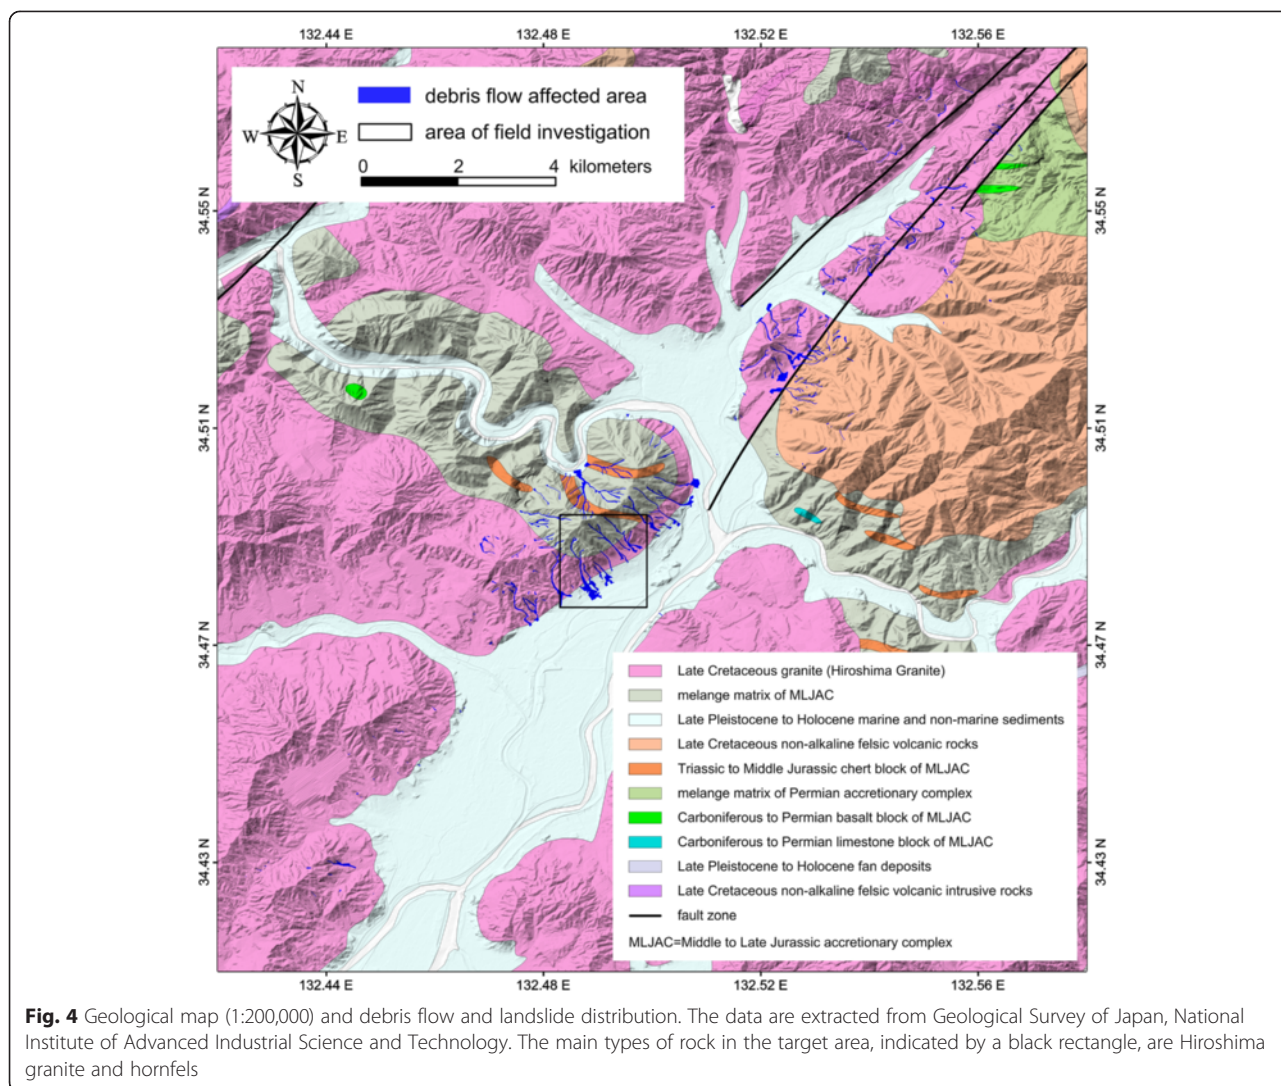 132.44 E 132.48 E 132.52 E 132.56 E
N
W E
S
debris flow affected area
area of field investigation
0 2 4 kilometers
34.55 N 34.55 N
34.51 N 34.51 N
34.47 N 34.47 N
34.43 N 34.43 N
Late Cretaceous granite (Hiroshima Granite)
melange matrix of MLJAC
Late Pleistocene to Holocene marine and non-marine sediments
Late Cretaceous non-alkaline felsic volcanic rocks
Triassic to Middle Jurassic chert block of MLJAC
melange matrix of Permian accretionary complex
Carboniferous to Permian basalt block of MLJAC
Carboniferous to Permian limestone block of MLJAC
Late Pleistocene to Holocene fan deposits
Late Cretaceous non-alkaline felsic volcanic intrusive rocks
fault zone
MLJAC=Middle to Late Jurassic accretionary complex
132.44 E 132.48 E 132.52 E 132.56 E
Fig. 4 Geological map (1:200,000) and debris flow and landslide distribution. The data are extracted from Geological Survey of Japan, National
Institute of Advanced Industrial Science and Technology. The main types of rock in the target area, indicated by a black rectangle, are Hiroshima
granite and hornfels